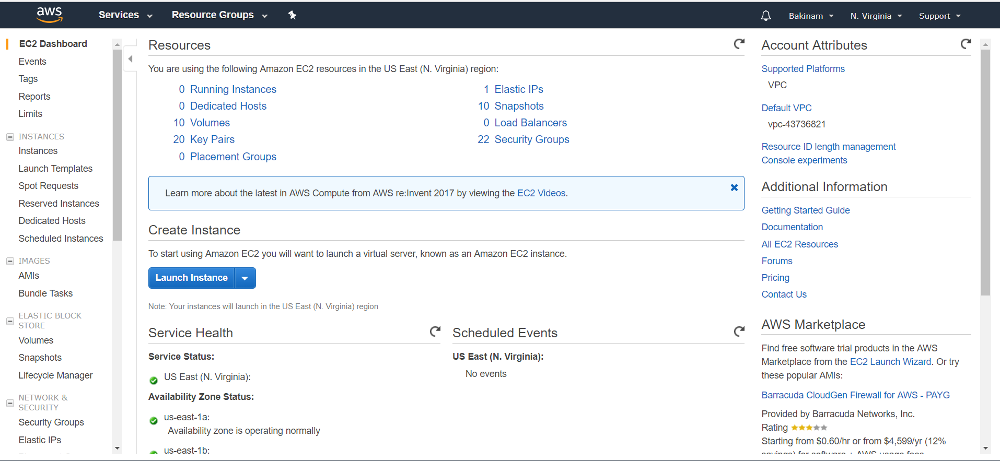 aws
Services
Resource Groups
Bakinam
N. Virginia
Support
EC2 Dashboard
Events
Tags
Reports
Limits
INSTANCES
Instances
Launch Templates
Spot Requests
Reserved Instances
Dedicated Hosts
Scheduled Instances
IMAGES
AMIs
Bundle Tasks
ELASTIC BLOCK
STORE
Volumes
Snapshots
Lifecycle Manager
NETWORK &
SECURITY
Security Groups
Elastic IPs
Resources
You are using the following Amazon EC2 resources in the US East (N. Virginia) region:
0 Running Instances
1 Elastic IPs
0 Dedicated Hosts
10 Snapshots
10 Volumes
0 Load Balancers
20 Key Pairs
22 Security Groups
0 Placement Groups
Learn more about the latest in AWS Compute from AWS re:Invent 2017 by viewing the EC2 Videos.
Create Instance
To start using Amazon EC2 you will want to launch a virtual server, known as an Amazon EC2 instance.
Launch Instance
Note: Your instances will launch in the US East (N. Virginia) region
Service Health
Service Status:
US East (N. Virginia):
Availability Zone Status:
us-east-1a:
Availability zone is operating normally
us-east-1b:
Scheduled Events
US East (N. Virginia):
No events
Account Attributes
Supported Platforms
VPC
Default VPC
vpc-43736821
Resource ID length management
Console experiments
Additional Information
Getting Started Guide
Documentation
All EC2 Resources
Forums
Pricing
Contact Us
AWS Marketplace
Find free software trial products in the AWS
Marketplace from the EC2 Launch Wizard. Or try
these popular AMIs:
Barracuda CloudGen Firewall for AWS - PAYG
Provided by Barracuda Networks, Inc.
Rating
Starting from $0.60/hr or from $4,599/yr (12%
savings) for software + AWS usage fees